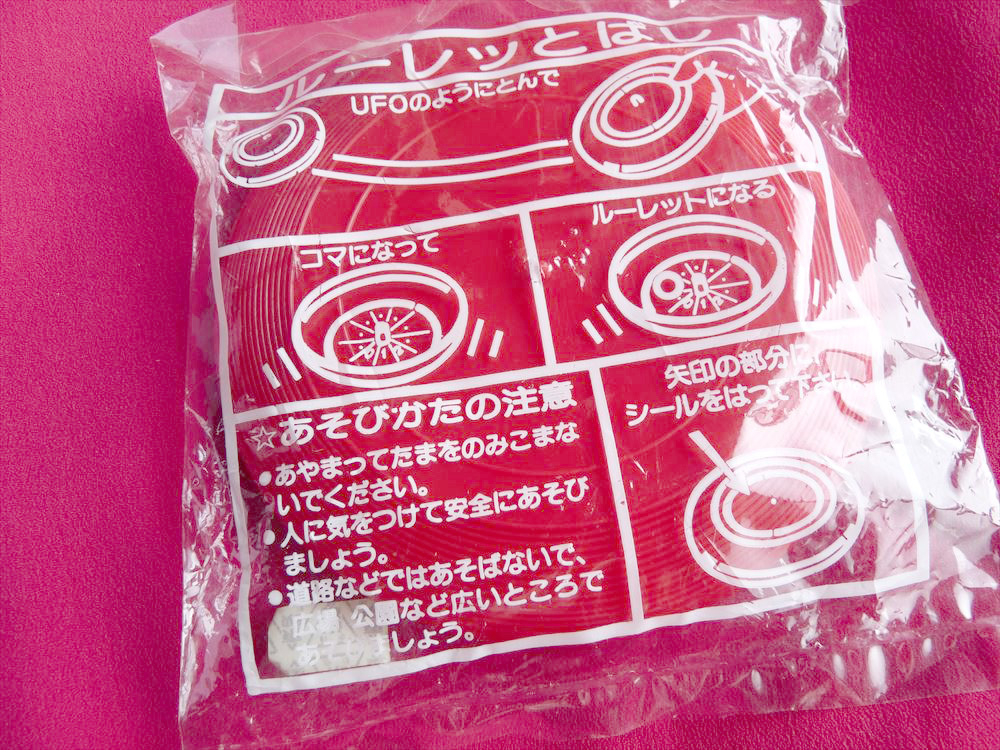 ルーレッとばし
UFOのようにとんで
コマになって
ルーレットになる
☆あそびかたの注意
●あやまってたまをのみこまな
いでください。
●人に気をつけて安全にあそび
ましょう。
●道路などではあそばないで、
広場 公園など広いところで
あそびましょう。
矢印の部分に
シールをはって下さい